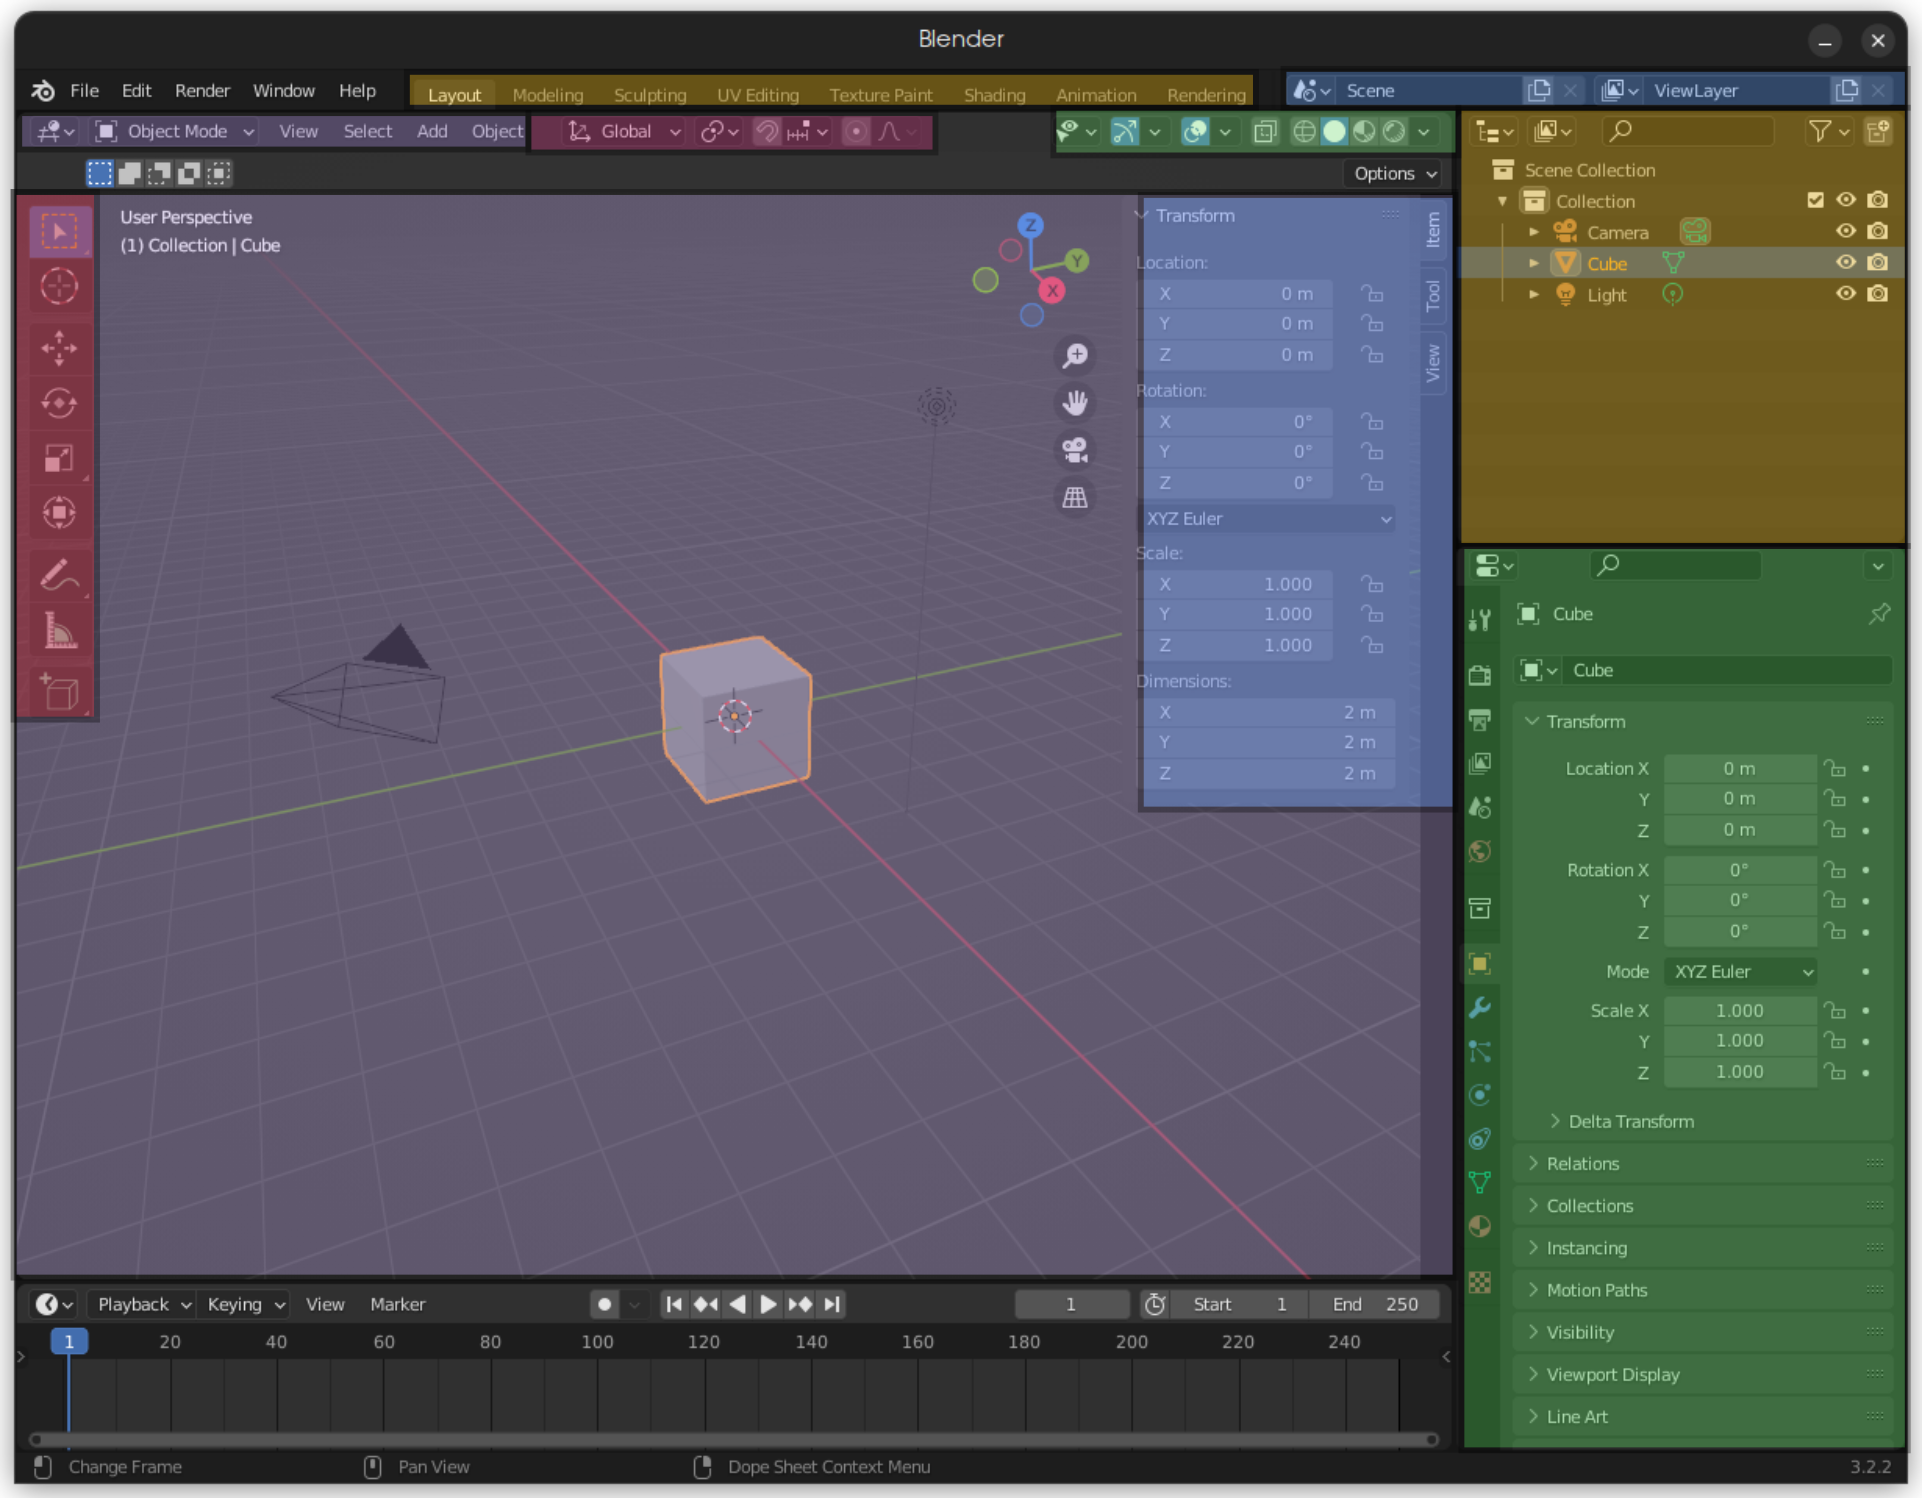 Blender
File Edit Render Window Help
Layout Modeling Sculpting UV Editing Texture Paint Shading Animation Rendering
Scene
ViewLayer
Object Mode View Select Add Object
Global
Options
User Perspective
(1) Collection | Cube
Z
Y
X
Transform
Location:
X 0 m
Y 0 m
Z 0 m
Rotation:
X 0°
Y 0°
Z 0°
XYZ Euler
Scale:
X 1.000
Y 1.000
Z 1.000
Dimensions:
X 2 m
Y 2 m
Z 2 m
Item
Tool
View
Scene Collection
Collection
Camera
Cube
Light
Cube
Cube
Transform
Location X 0 m
Y 0 m
Z 0 m
Rotation X 0°
Y 0°
Z 0°
Mode XYZ Euler
Scale X 1.000
Y 1.000
Z 1.000
Delta Transform
Relations
Collections
Instancing
Motion Paths
Visibility
Viewport Display
Line Art
Playback Keying View Marker
1
Start 1 End 250
1 20 40 60 80 100 120 140 160 180 200 220 240
Change Frame
Pan View
Dope Sheet Context Menu
3.2.2